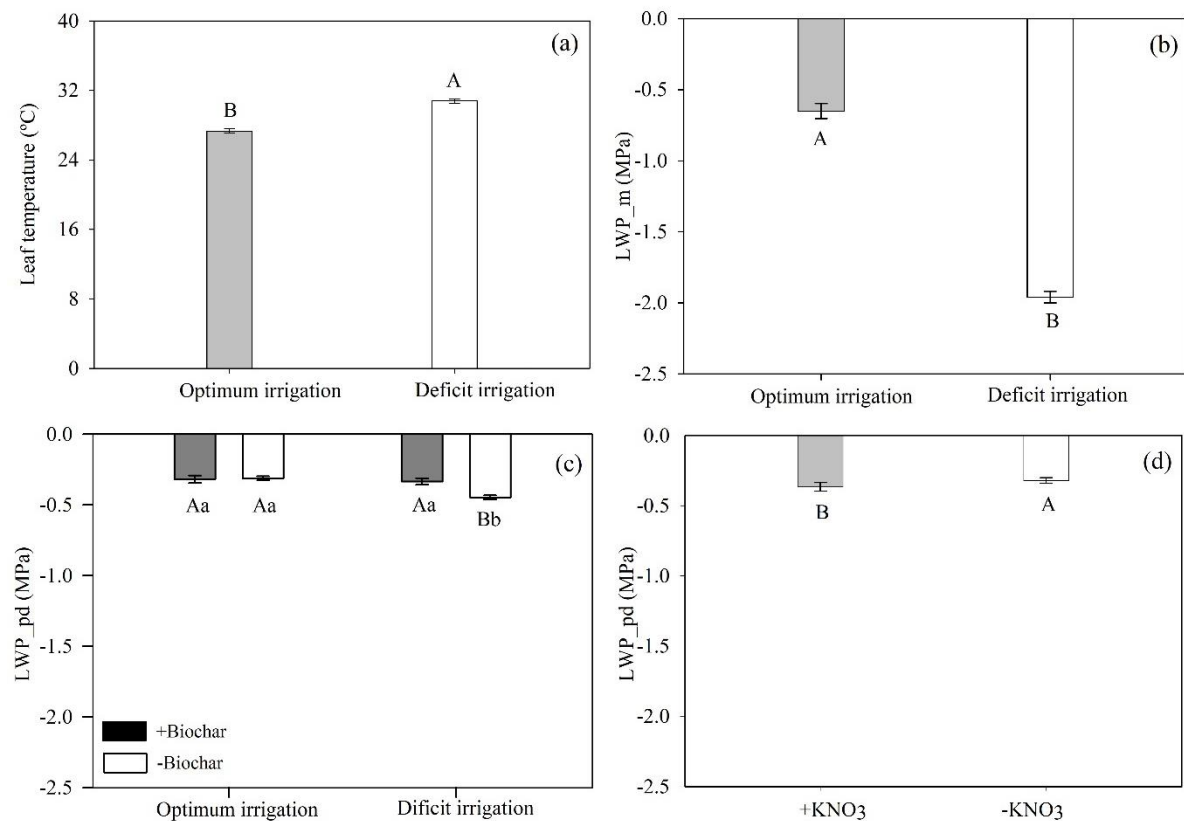 (a)
Leaf temperature (°C)
40
32
24
16
8
0
B
A
Optimum irrigation
Deficit irrigation
(b)
LWP_m (MPa)
0.0
-0.5
-1.0
-1.5
-2.0
-2.5
A
B
Optimum irrigation
Deficit irrigation
(c)
LWP_pd (MPa)
0.0
-0.5
-1.0
-1.5
-2.0
-2.5
Aa
Aa
Aa
Bb
+Biochar
-Biochar
Optimum irrigation
Dificit irrigation
(d)
LWP_pd (MPa)
0.0
-0.5
-1.0
-1.5
-2.0
-2.5
B
A
+KNO3
-KNO3